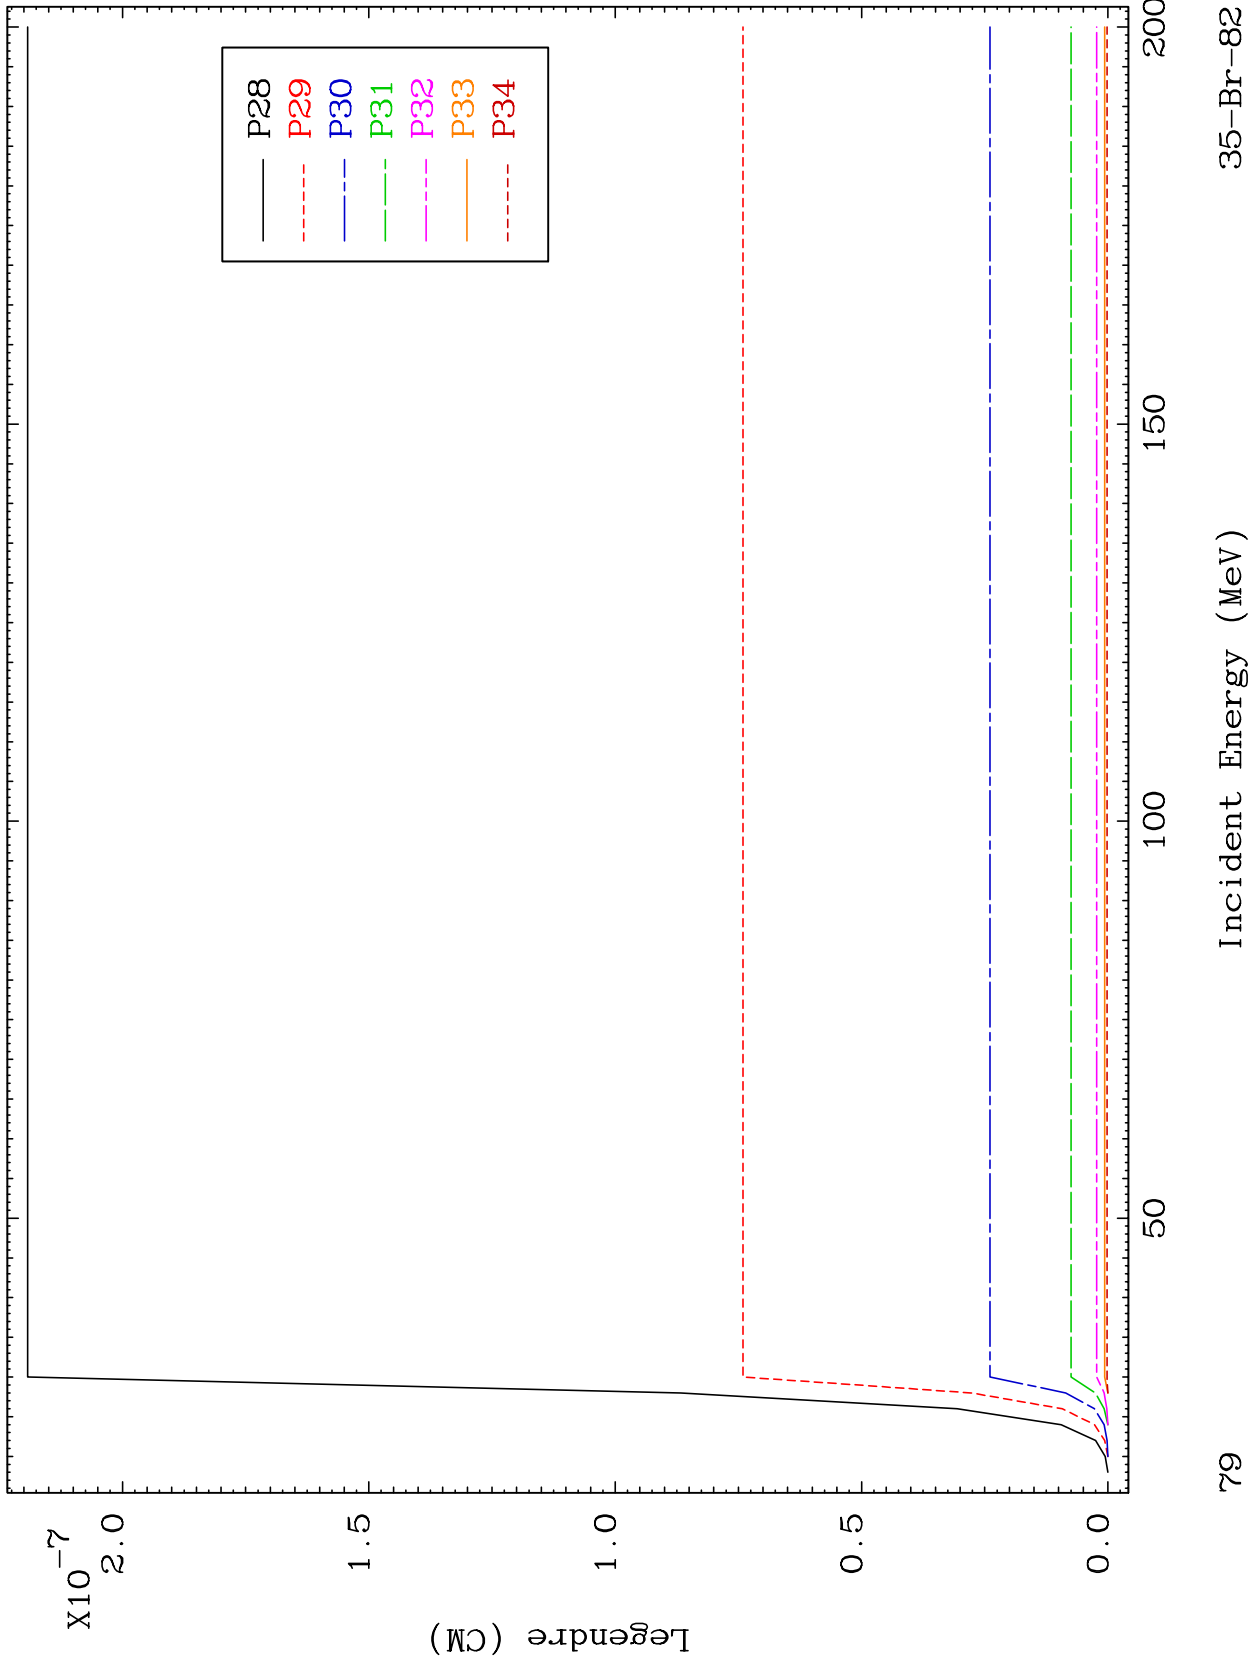 X10-7
2.0
1.5
1.0
0.5
0.0
Legendre (CM)
P28
P29
P30
P31
P32
P33
P34
50
100
150
200
Incident Energy (MeV)
79
35-Br-82